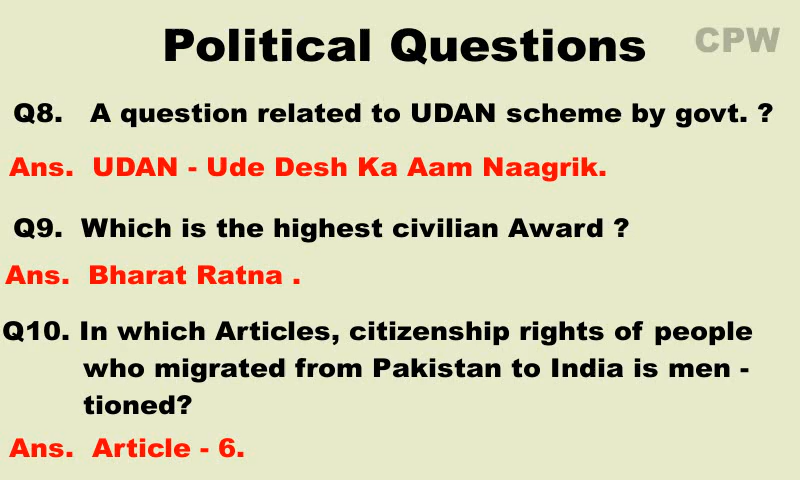 Political Questions
CPW
Q8. A question related to UDAN scheme by govt. ?
Ans. UDAN - Ude Desh Ka Aam Naagrik.
Q9. Which is the highest civilian Award ?
Ans. Bharat Ratna .
Q10. In which Articles, citizenship rights of people
who migrated from Pakistan to India is men -
tioned?
Ans. Article - 6.